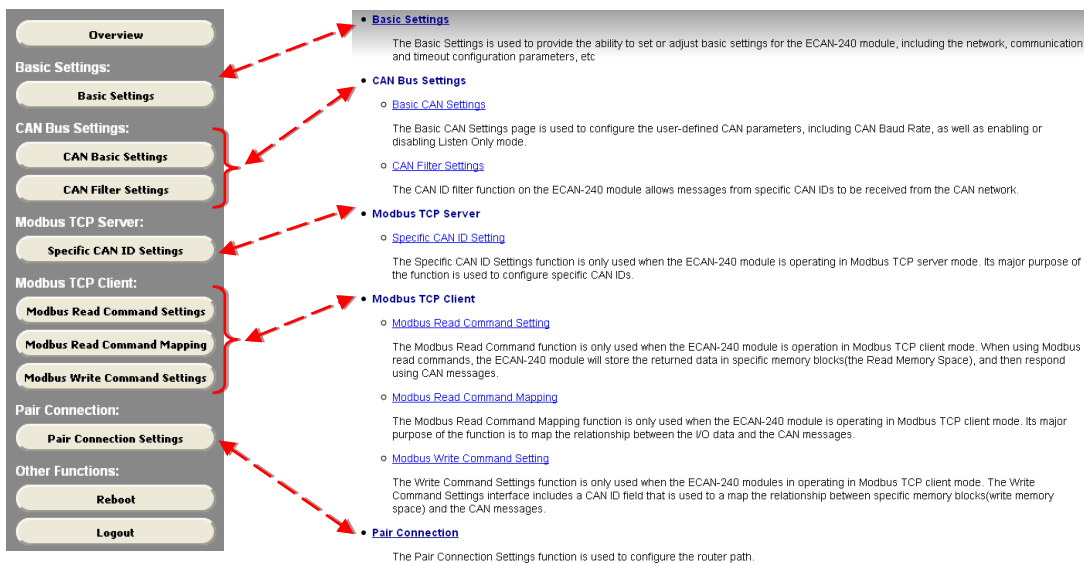 Overview
Basic Settings:
Basic Settings
CAN Bus Settings:
CAN Basic Settings
CAN Filter Settings
Modbus TCP Server:
Specific CAN ID Settings
Modbus TCP Client:
Modbus Read Command Settings
Modbus Read Command Mapping
Modbus Write Command Settings
Pair Connection:
Pair Connection Settings
Other Functions:
Reboot
Logout
Basic Settings
The Basic Settings is used to provide the ability to set or adjust basic settings for the ECAN-240 module, including the network, communication
and timeout configuration parameters, etc
CAN Bus Settings
Basic CAN Settings
The Basic CAN Settings page is used to configure the user-defined CAN parameters, including CAN Baud Rate, as well as enabling or
disabling Listen Only mode.
CAN Filter Settings
The CAN ID filter function on the ECAN-240 module allows messages from specific CAN IDs to be received from the CAN network.
Modbus TCP Server
Specific CAN ID Setting
The Specific CAN ID Settings function is only used when the ECAN-240 module is operating in Modbus TCP server mode. Its major purpose of
the function is used to configure specific CAN IDs.
Modbus TCP Client
Modbus Read Command Setting
The Modbus Read Command function is only used when the ECAN-240 module is operation in Modbus TCP client mode. When using Modbus
read commands, the ECAN-240 module will store the returned data in specific memory blocks(the Read Memory Space), and then respond
using CAN messages.
Modbus Read Command Mapping
The Modbus Read Command Mapping function is only used when the ECAN-240 module is operating in Modbus TCP client mode. Its major
purpose of the function is to map the relationship between the I/O data and the CAN messages.
Modbus Write Command Setting
The Write Command Settings function is only used when the ECAN-240 modules in operating in Modbus TCP client mode. The Write
Command Settings interface includes a CAN ID field that is used to a map the relationship between specific memory blocks(write memory
space) and the CAN messages.
Pair Connection
The Pair Connection Settings function is used to configure the router path.